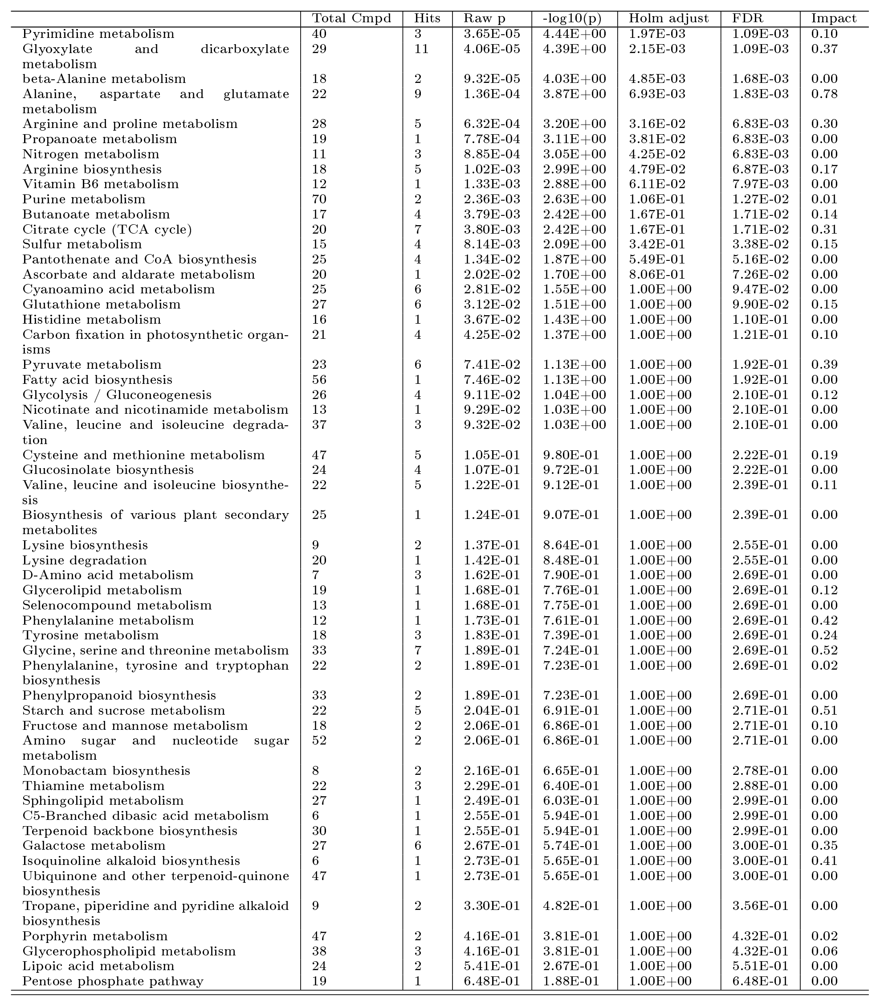 Total Cmpd Hits Raw p -log10(p) Holm adjust FDR Impact
Pyrimidine metabolism 40 3 3.65E-05 4.44E+00 1.97E-03 1.09E-03 0.10
Glyoxylate and dicarboxylate 29 11 4.06E-05 4.39E+00 2.15E-03 1.09E-03 0.37
metabolism
beta-Alanine metabolism 18 2 9.32E-05 4.03E+00 4.85E-03 1.68E-03 0.00
Alanine, aspartate and glutamate 22 9 1.36E-04 3.87E+00 6.93E-03 1.83E-03 0.78
metabolism
Arginine and proline metabolism 28 5 6.32E-04 3.20E+00 3.16E-02 6.83E-03 0.30
Propanoate metabolism 19 1 7.78E-04 3.11E+00 3.81E-02 6.83E-03 0.00
Nitrogen metabolism 11 3 8.85E-04 3.05E+00 4.25E-02 6.83E-03 0.00
Arginine biosynthesis 18 5 1.02E-03 2.99E+00 4.79E-02 6.87E-03 0.17
Vitamin B6 metabolism 12 1 1.33E-03 2.88E+00 6.11E-02 7.97E-03 0.00
Purine metabolism 70 2 2.36E-03 2.63E+00 1.06E-01 1.27E-02 0.01
Butanoate metabolism 17 4 3.79E-03 2.42E+00 1.67E-01 1.71E-02 0.14
Citrate cycle (TCA cycle) 20 7 3.80E-03 2.42E+00 1.67E-01 1.71E-02 0.31
Sulfur metabolism 15 4 8.14E-03 2.09E+00 3.42E-01 3.38E-02 0.15
Pantothenate and CoA biosynthesis 25 4 1.34E-02 1.87E+00 5.49E-01 5.16E-02 0.00
Ascorbate and aldarate metabolism 20 1 2.02E-02 1.70E+00 8.06E-01 7.26E-02 0.00
Cyanoamino acid metabolism 25 6 2.81E-02 1.55E+00 1.00E+00 9.47E-02 0.00
Glutathione metabolism 27 6 3.12E-02 1.51E+00 1.00E+00 9.90E-02 0.15
Histidine metabolism 16 1 3.67E-02 1.43E+00 1.00E+00 1.10E-01 0.00
Carbon fixation in photosynthetic organ- 21 4 4.25E-02 1.37E+00 1.00E+00 1.21E-01 0.10
isms
Pyruvate metabolism 23 6 7.41E-02 1.13E+00 1.00E+00 1.92E-01 0.39
Fatty acid biosynthesis 56 1 7.46E-02 1.13E+00 1.00E+00 1.92E-01 0.00
Glycolysis / Gluconeogenesis 26 4 9.11E-02 1.04E+00 1.00E+00 2.10E-01 0.12
Nicotinate and nicotinamide metabolism 13 1 9.29E-02 1.03E+00 1.00E+00 2.10E-01 0.00
Valine, leucine and isoleucine degrada- 37 3 9.32E-02 1.03E+00 1.00E+00 2.10E-01 0.00
tion
Cysteine and methionine metabolism 47 5 1.05E-01 9.80E-01 1.00E+00 2.22E-01 0.19
Glucosinolate biosynthesis 24 4 1.07E-01 9.72E-01 1.00E+00 2.22E-01 0.00
Valine, leucine and isoleucine biosynthe- 22 5 1.22E-01 9.12E-01 1.00E+00 2.39E-01 0.11
sis
Biosynthesis of various plant secondary 25 1 1.24E-01 9.07E-01 1.00E+00 2.39E-01 0.00
metabolites
Lysine biosynthesis 9 2 1.37E-01 8.64E-01 1.00E+00 2.55E-01 0.00
Lysine degradation 20 1 1.42E-01 8.48E-01 1.00E+00 2.55E-01 0.00
D-Amino acid metabolism 7 3 1.62E-01 7.90E-01 1.00E+00 2.69E-01 0.00
Glycerolipid metabolism 19 1 1.68E-01 7.76E-01 1.00E+00 2.69E-01 0.12
Selenocompound metabolism 13 1 1.68E-01 7.75E-01 1.00E+00 2.69E-01 0.00
Phenylalanine metabolism 12 1 1.73E-01 7.61E-01 1.00E+00 2.69E-01 0.42
Tyrosine metabolism 18 3 1.83E-01 7.39E-01 1.00E+00 2.69E-01 0.24
Glycine, serine and threonine metabolism 33 7 1.89E-01 7.24E-01 1.00E+00 2.69E-01 0.52
Phenylalanine, tyrosine and tryptophan 22 2 1.89E-01 7.23E-01 1.00E+00 2.69E-01 0.02
biosynthesis
Phenylpropanoid biosynthesis 33 2 1.89E-01 7.23E-01 1.00E+00 2.69E-01 0.00
Starch and sucrose metabolism 22 5 2.04E-01 6.91E-01 1.00E+00 2.71E-01 0.51
Fructose and mannose metabolism 18 2 2.06E-01 6.86E-01 1.00E+00 2.71E-01 0.10
Amino sugar and nucleotide sugar 52 2 2.06E-01 6.86E-01 1.00E+00 2.71E-01 0.00
metabolism
Monobactam biosynthesis 8 2 2.16E-01 6.65E-01 1.00E+00 2.78E-01 0.00
Thiamine metabolism 22 3 2.29E-01 6.40E-01 1.00E+00 2.88E-01 0.00
Sphingolipid metabolism 27 1 2.49E-01 6.03E-01 1.00E+00 2.99E-01 0.00
C5-Branched dibasic acid metabolism 6 1 2.55E-01 5.94E-01 1.00E+00 2.99E-01 0.00
Terpenoid backbone biosynthesis 30 1 2.55E-01 5.94E-01 1.00E+00 2.99E-01 0.00
Galactose metabolism 27 6 2.67E-01 5.74E-01 1.00E+00 3.00E-01 0.35
Isoquinoline alkaloid biosynthesis 6 1 2.73E-01 5.65E-01 1.00E+00 3.00E-01 0.41
Ubiquinone and other terpenoid-quinone 47 1 2.73E-01 5.65E-01 1.00E+00 3.00E-01 0.00
biosynthesis
Tropane, piperidine and pyridine alkaloid 9 2 3.30E-01 4.82E-01 1.00E+00 3.56E-01 0.00
biosynthesis
Porphyrin metabolism 47 2 4.16E-01 3.81E-01 1.00E+00 4.32E-01 0.02
Glycerophospholipid metabolism 38 3 4.16E-01 3.81E-01 1.00E+00 4.32E-01 0.06
Lipoic acid metabolism 24 2 5.41E-01 2.67E-01 1.00E+00 5.51E-01 0.00
Pentose phosphate pathway 19 1 6.48E-01 1.88E-01 1.00E+00 6.48E-01 0.00